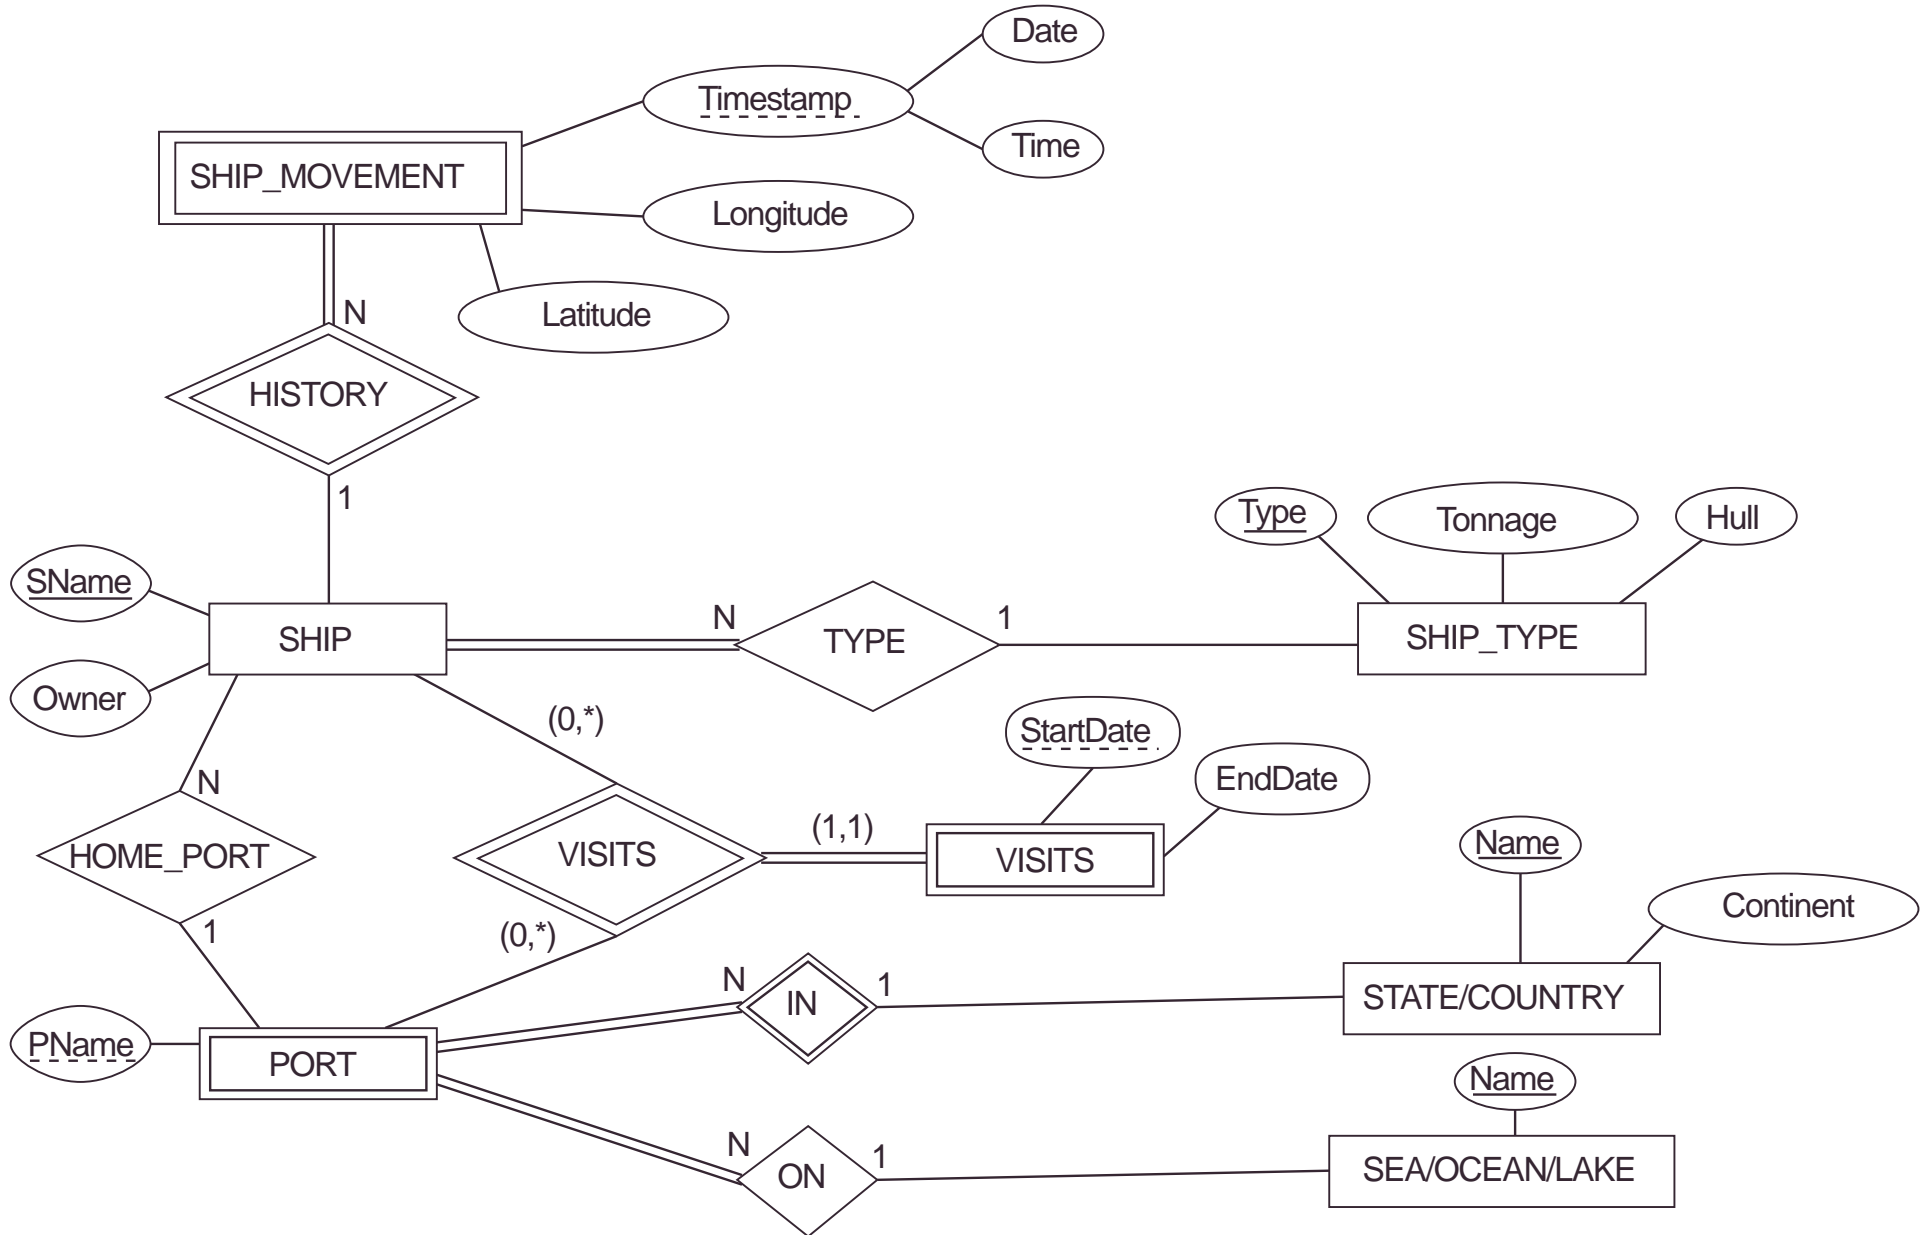 Date
Timestamp
Time
SHIP_MOVEMENT
Longitude
Latitude
N
HISTORY
1
SName
SHIP
Owner
N
TYPE
1
Type
Tonnage
Hull
SHIP_TYPE
(0,*)
StartDate
EndDate
N
HOME_PORT
1
VISITS
(1,1)
VISITS
(0,*)
Name
Continent
PName
PORT
N
IN
1
STATE/COUNTRY
Name
N
ON
1
SEA/OCEAN/LAKE